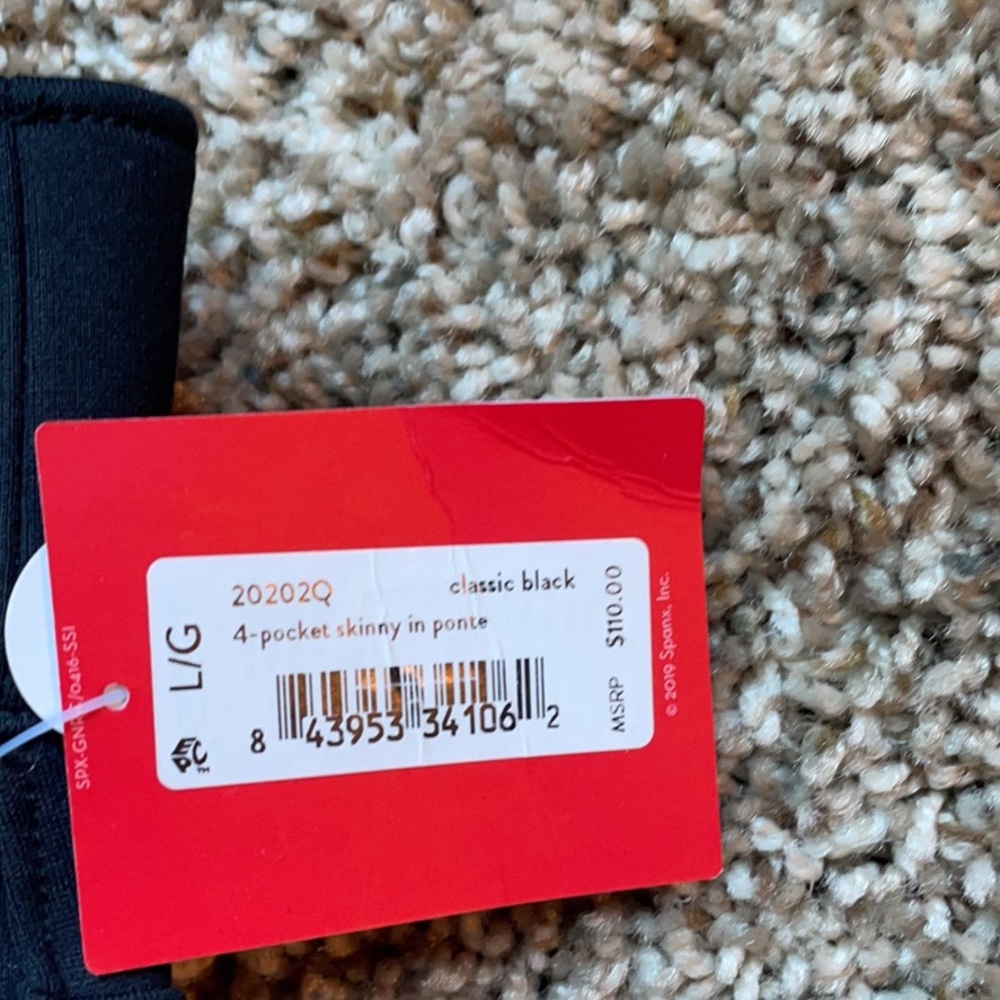 20202Q classic black
4-pocket skinny in ponte
L/G
8 43953 34106 2
MSRP $110.00
© 2019 Spanx, Inc.